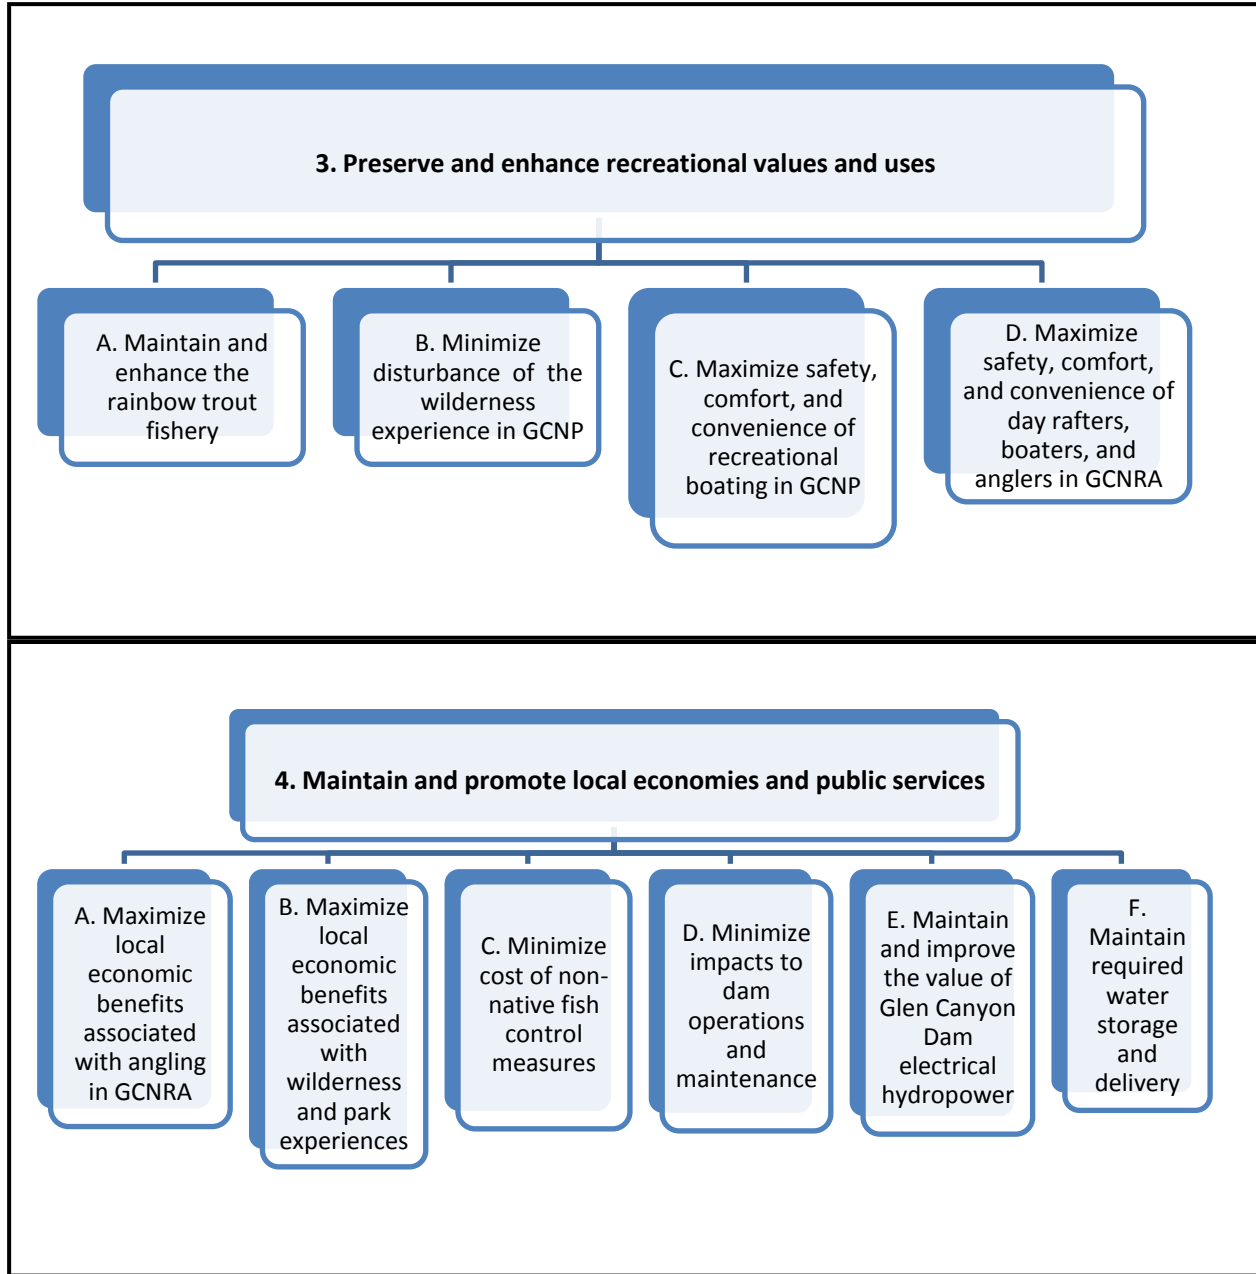 3. Preserve and enhance recreational values and uses
A. Maintain and
enhance the
rainbow trout
fishery
B. Minimize
disturbance of the
wilderness
experience in GCNP
C. Maximize safety,
comfort, and
convenience of
recreational
boating in GCNP
D. Maximize
safety, comfort,
and convenience of
day rafters,
boaters, and
anglers in GCNRA
4. Maintain and promote local economies and public services
A. Maximize
local
economic
benefits
associated
with angling
in GCNRA
B. Maximize
local
economic
benefits
associated
with
wilderness
and park
experiences
C. Minimize
cost of non-
native fish
control
measures
D. Minimize
impacts to
dam
operations
and
maintenance
E. Maintain
and improve
the value of
Glen Canyon
Dam
electrical
hydropower
F.
Maintain
required
water
storage
and
delivery